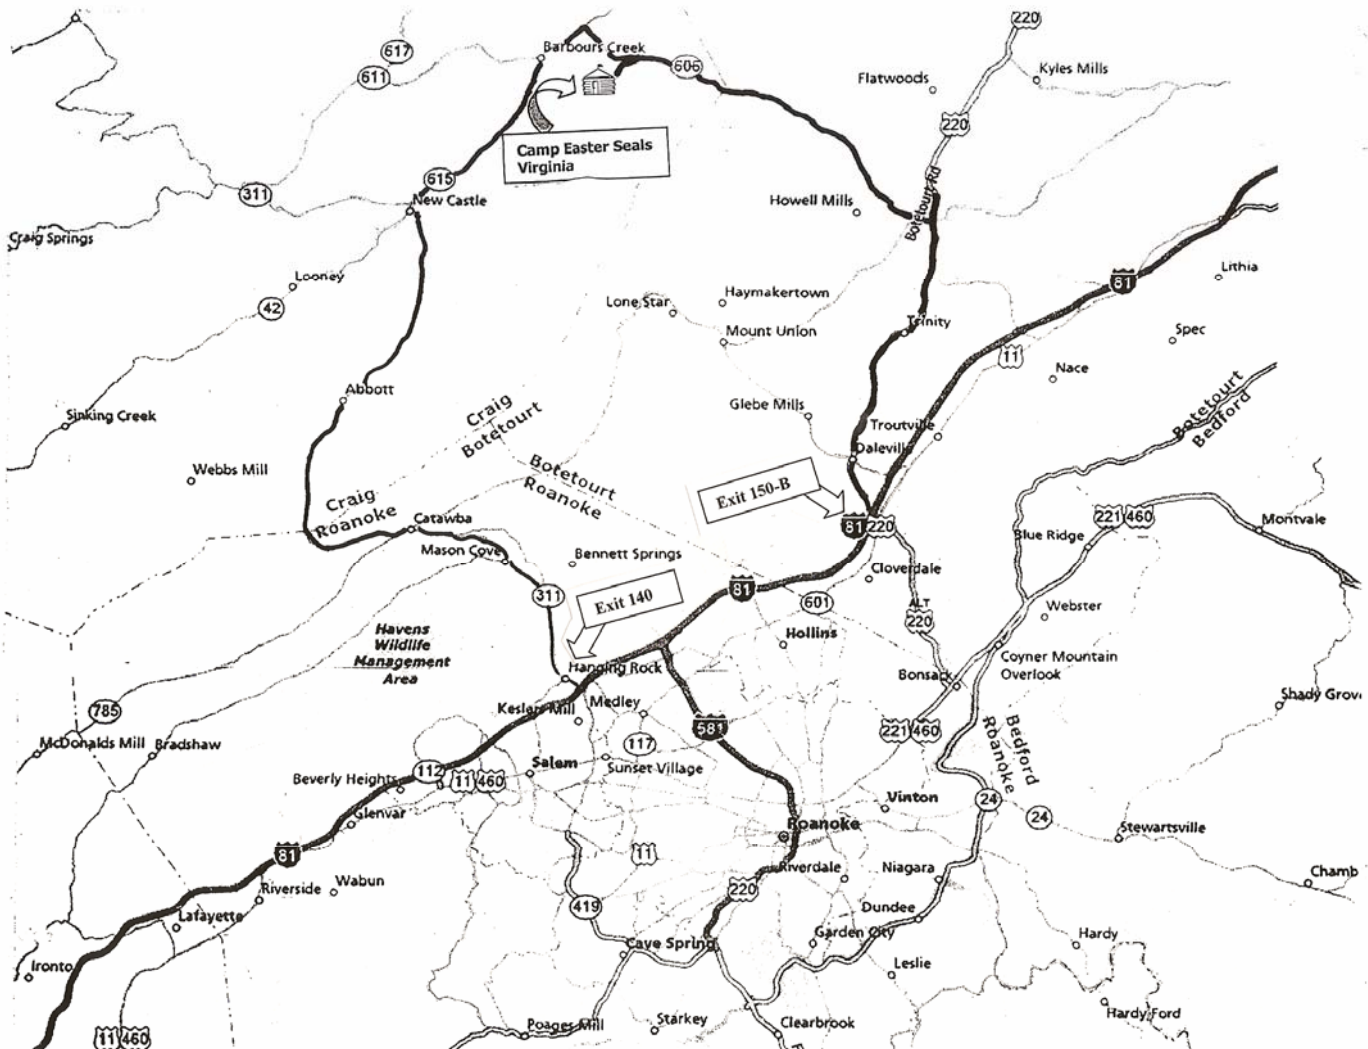 220
Barbours Creek
617
611
606
Flatwoods
Kyles Mills
220
Camp Easter Seals
Virginia
615
311
New Castle
Howell Mills
Botetourt Rd
Craig Springs
Looney
42
Lone Star
Haymakertown
Mount Union
Trinity
81
Lithia
11
Spec
Nace
Abbott
Sinking Creek
Craig
Botetourt
Glebe Mills
Troutville
Daleville
Botetourt
Bedford
Webbs Mill
Botetourt
Roanoke
Craig
Roanoke
Exit 150-B
81
220
Catawba
Mason Cove
Bennett Springs
221
460
Blue Ridge
Montvale
311
Exit 140
81
601
Cloverdale
ALT
220
Webster
Havens
Wildlife
Management
Area
Hollins
Hanging Rock
Coyner Mountain
Overlook
Bonsack
785
Keslers Mill
Medley
581
221
460
Bedford
Roanoke
Shady Grov
McDonalds Mill
Bradshaw
117
Beverly Heights
112
11
460
Salem
Sunset Village
Glenvar
Vinton
24
24
Roanoke
Stewartsville
81
11
Riverdale
Niagara
Chamb
Riverside
Wabun
220
Lafayette
419
Dundee
Cave Spring
Garden City
Hardy
Ironto
Leslie
11
460
Poages Mill
Starkey
Clearbrook
Hardy Ford